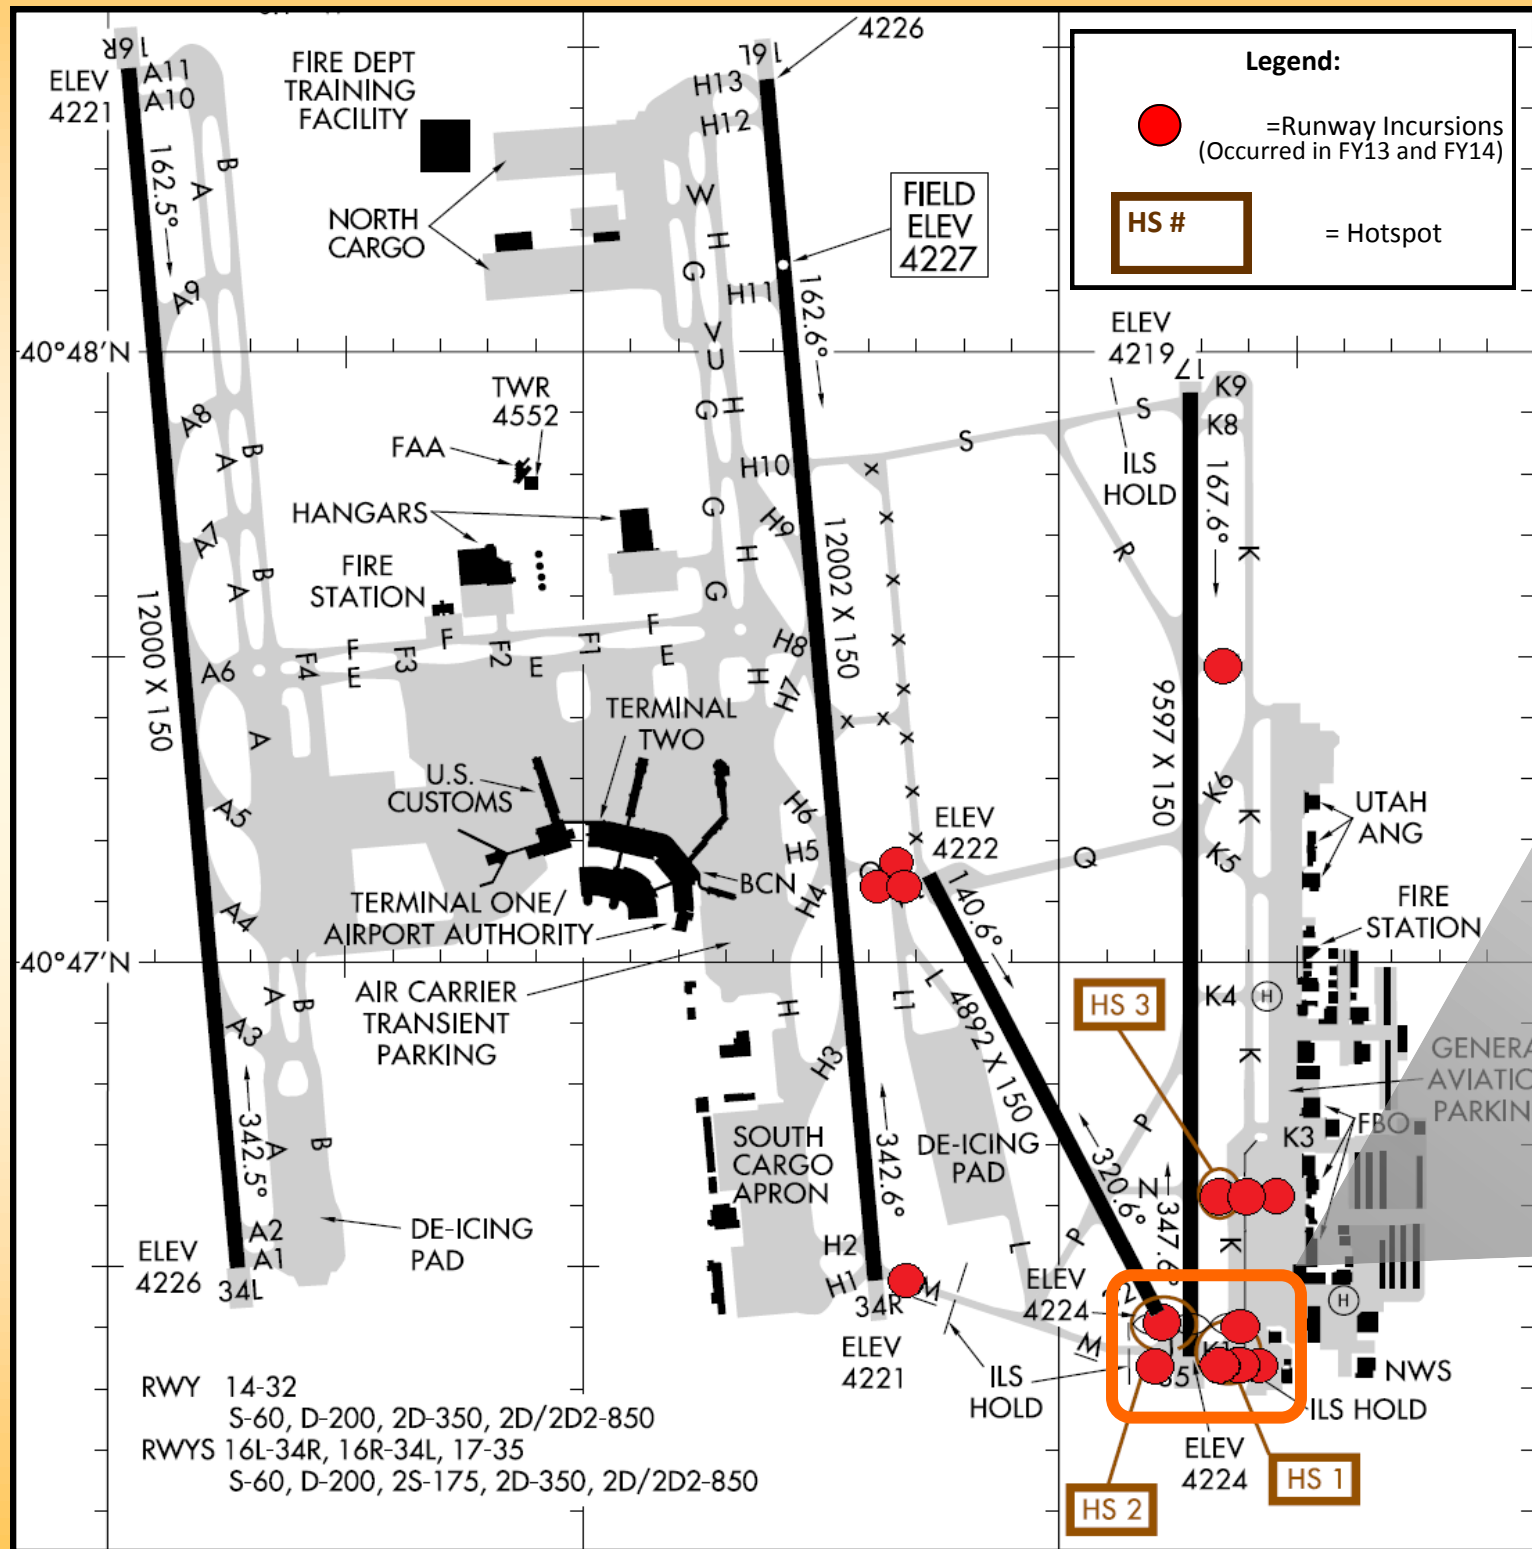 4226
Legend:
=Runway Incursions
(Occurred in FY13 and FY14)
HS #
= Hotspot
16R
ELEV
4221
A11
A10
FIRE DEPT
TRAINING
FACILITY
16L
H13
H12
162.5°
B
A
NORTH
CARGO
W
H
G
FIELD
ELEV
4227
A9
H11
162.6°
V
U
40°48'N
ELEV
4219
17
K9
K8
S
S
ILS
HOLD
167.6°
TWR
4552
FAA
A8
B
A
G
H
H10
HANGARS
A7
G
H9
H
12002 X 150
R
K
FIRE
STATION
B
A
G
12000 X 150
F
F
F
F1
F2
F3
F4
E
E
E
A6
H8
H
H7
9597 X 150
TERMINAL
TWO
A
U.S.
CUSTOMS
A5
H6
H5
H4
ELEV
4222
K6
K
K5
UTAH
ANG
Q
BCN
TERMINAL ONE/
AIRPORT AUTHORITY
A4
140.6°
FIRE
STATION
40°47'N
A
B
A3
AIR CARRIER
TRANSIENT
PARKING
H
H3
L1
L
4892 X 150
HS 3
K4
H
K
GENERA
AVIATIO
PARKIN
FBO
K3
342.5°
A
B
SOUTH
CARGO
APRON
342.6°
DE-ICING
PAD
320.6°
P
N
347.6°
P
L
K
A2
A1
34L
ELEV
4226
DE-ICING
PAD
H2
H1
34R
M
ELEV
4224
32
H
ELEV
4221
ILS
HOLD
M
35
NWS
ILS HOLD
ELEV
4224
HS 1
HS 2
RWY 14-32
S-60, D-200, 2D-350, 2D/2D2-850
RWYS 16L-34R, 16R-34L, 17-35
S-60, D-200, 2S-175, 2D-350, 2D/2D2-850